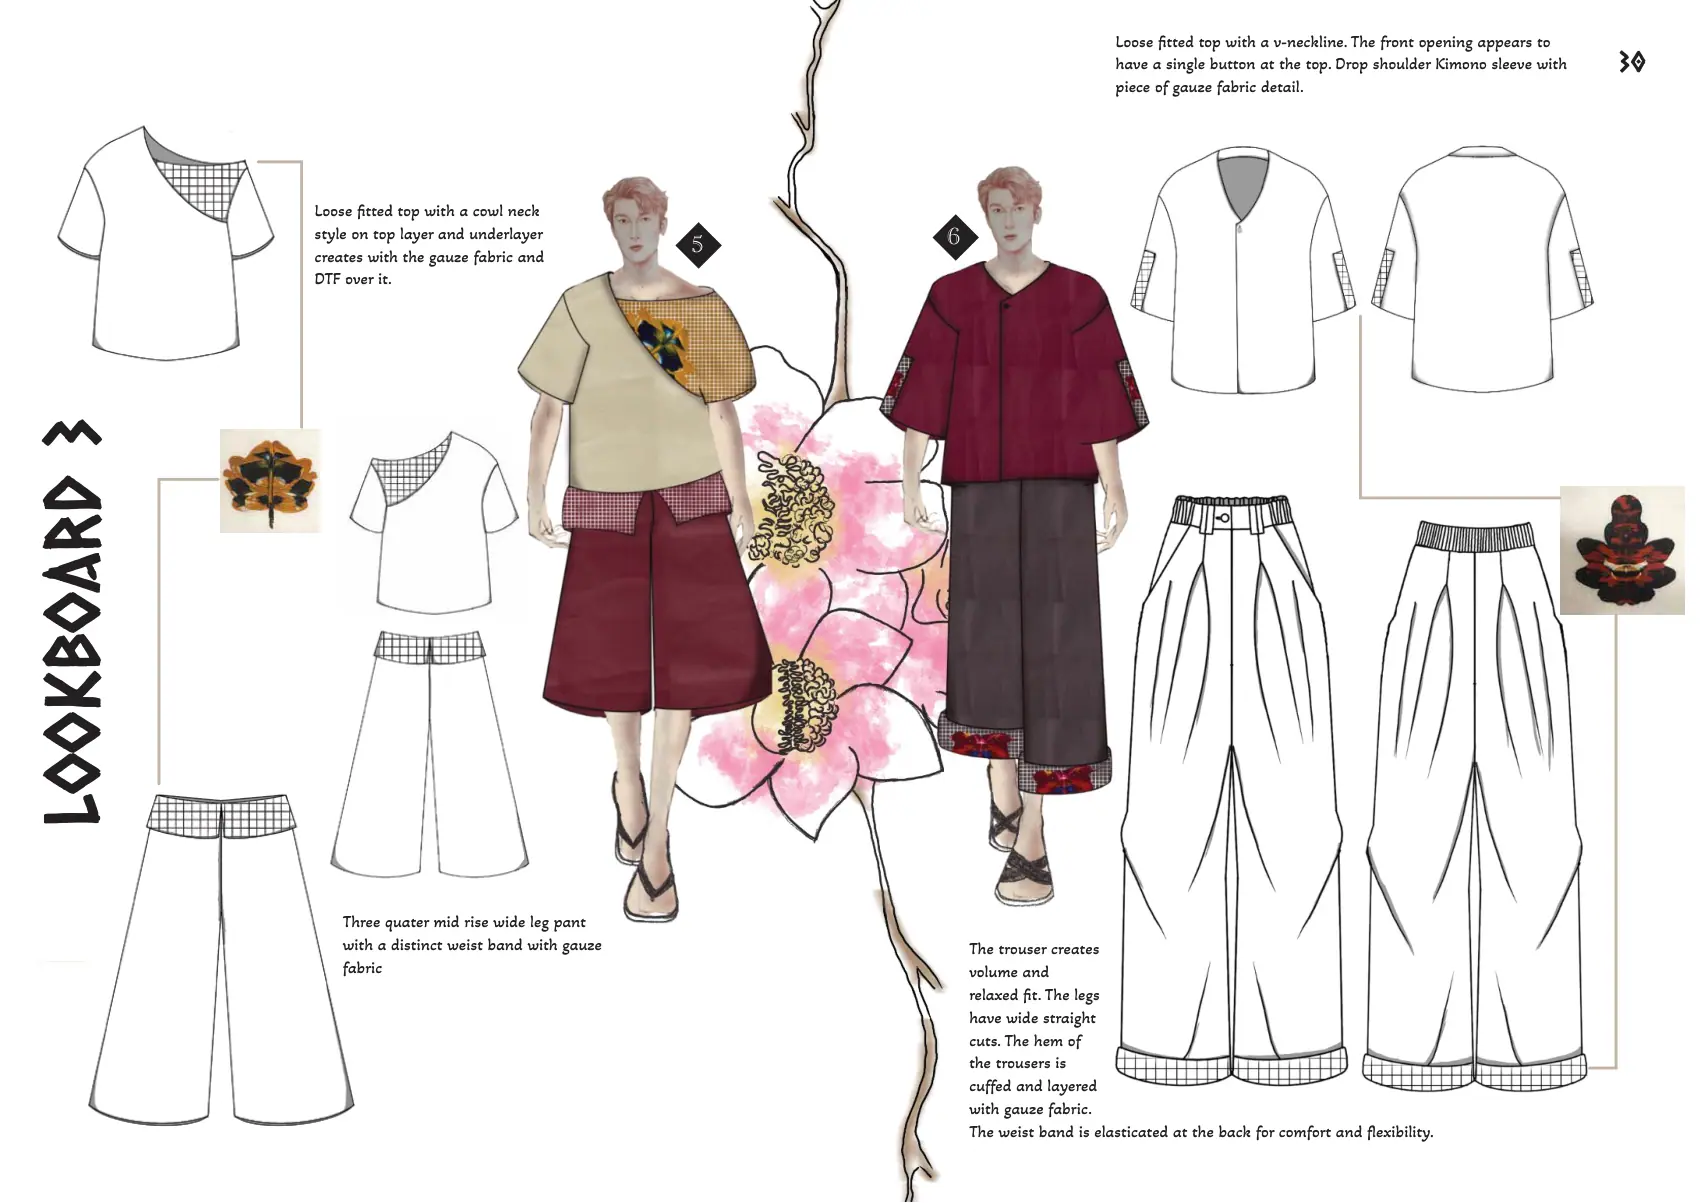 Loose fitted top with a v-neckline. The front opening appears to
have a single button at the top. Drop shoulder Kimono sleeve with
piece of gauze fabric detail.
30
Loose fitted top with a cowl neck
style on top layer and underlayer
creates with the gauze fabric and
DTF over it.
5
6
LOOKBOARD 3
Three quater mid rise wide leg pant
with a distinct weist band with gauze
fabric
The trouser creates
volume and
relaxed fit. The legs
have wide straight
cuts. The hem of
the trousers is
cuffed and layered
with gauze fabric.
The weist band is elasticated at the back for comfort and flexibility.